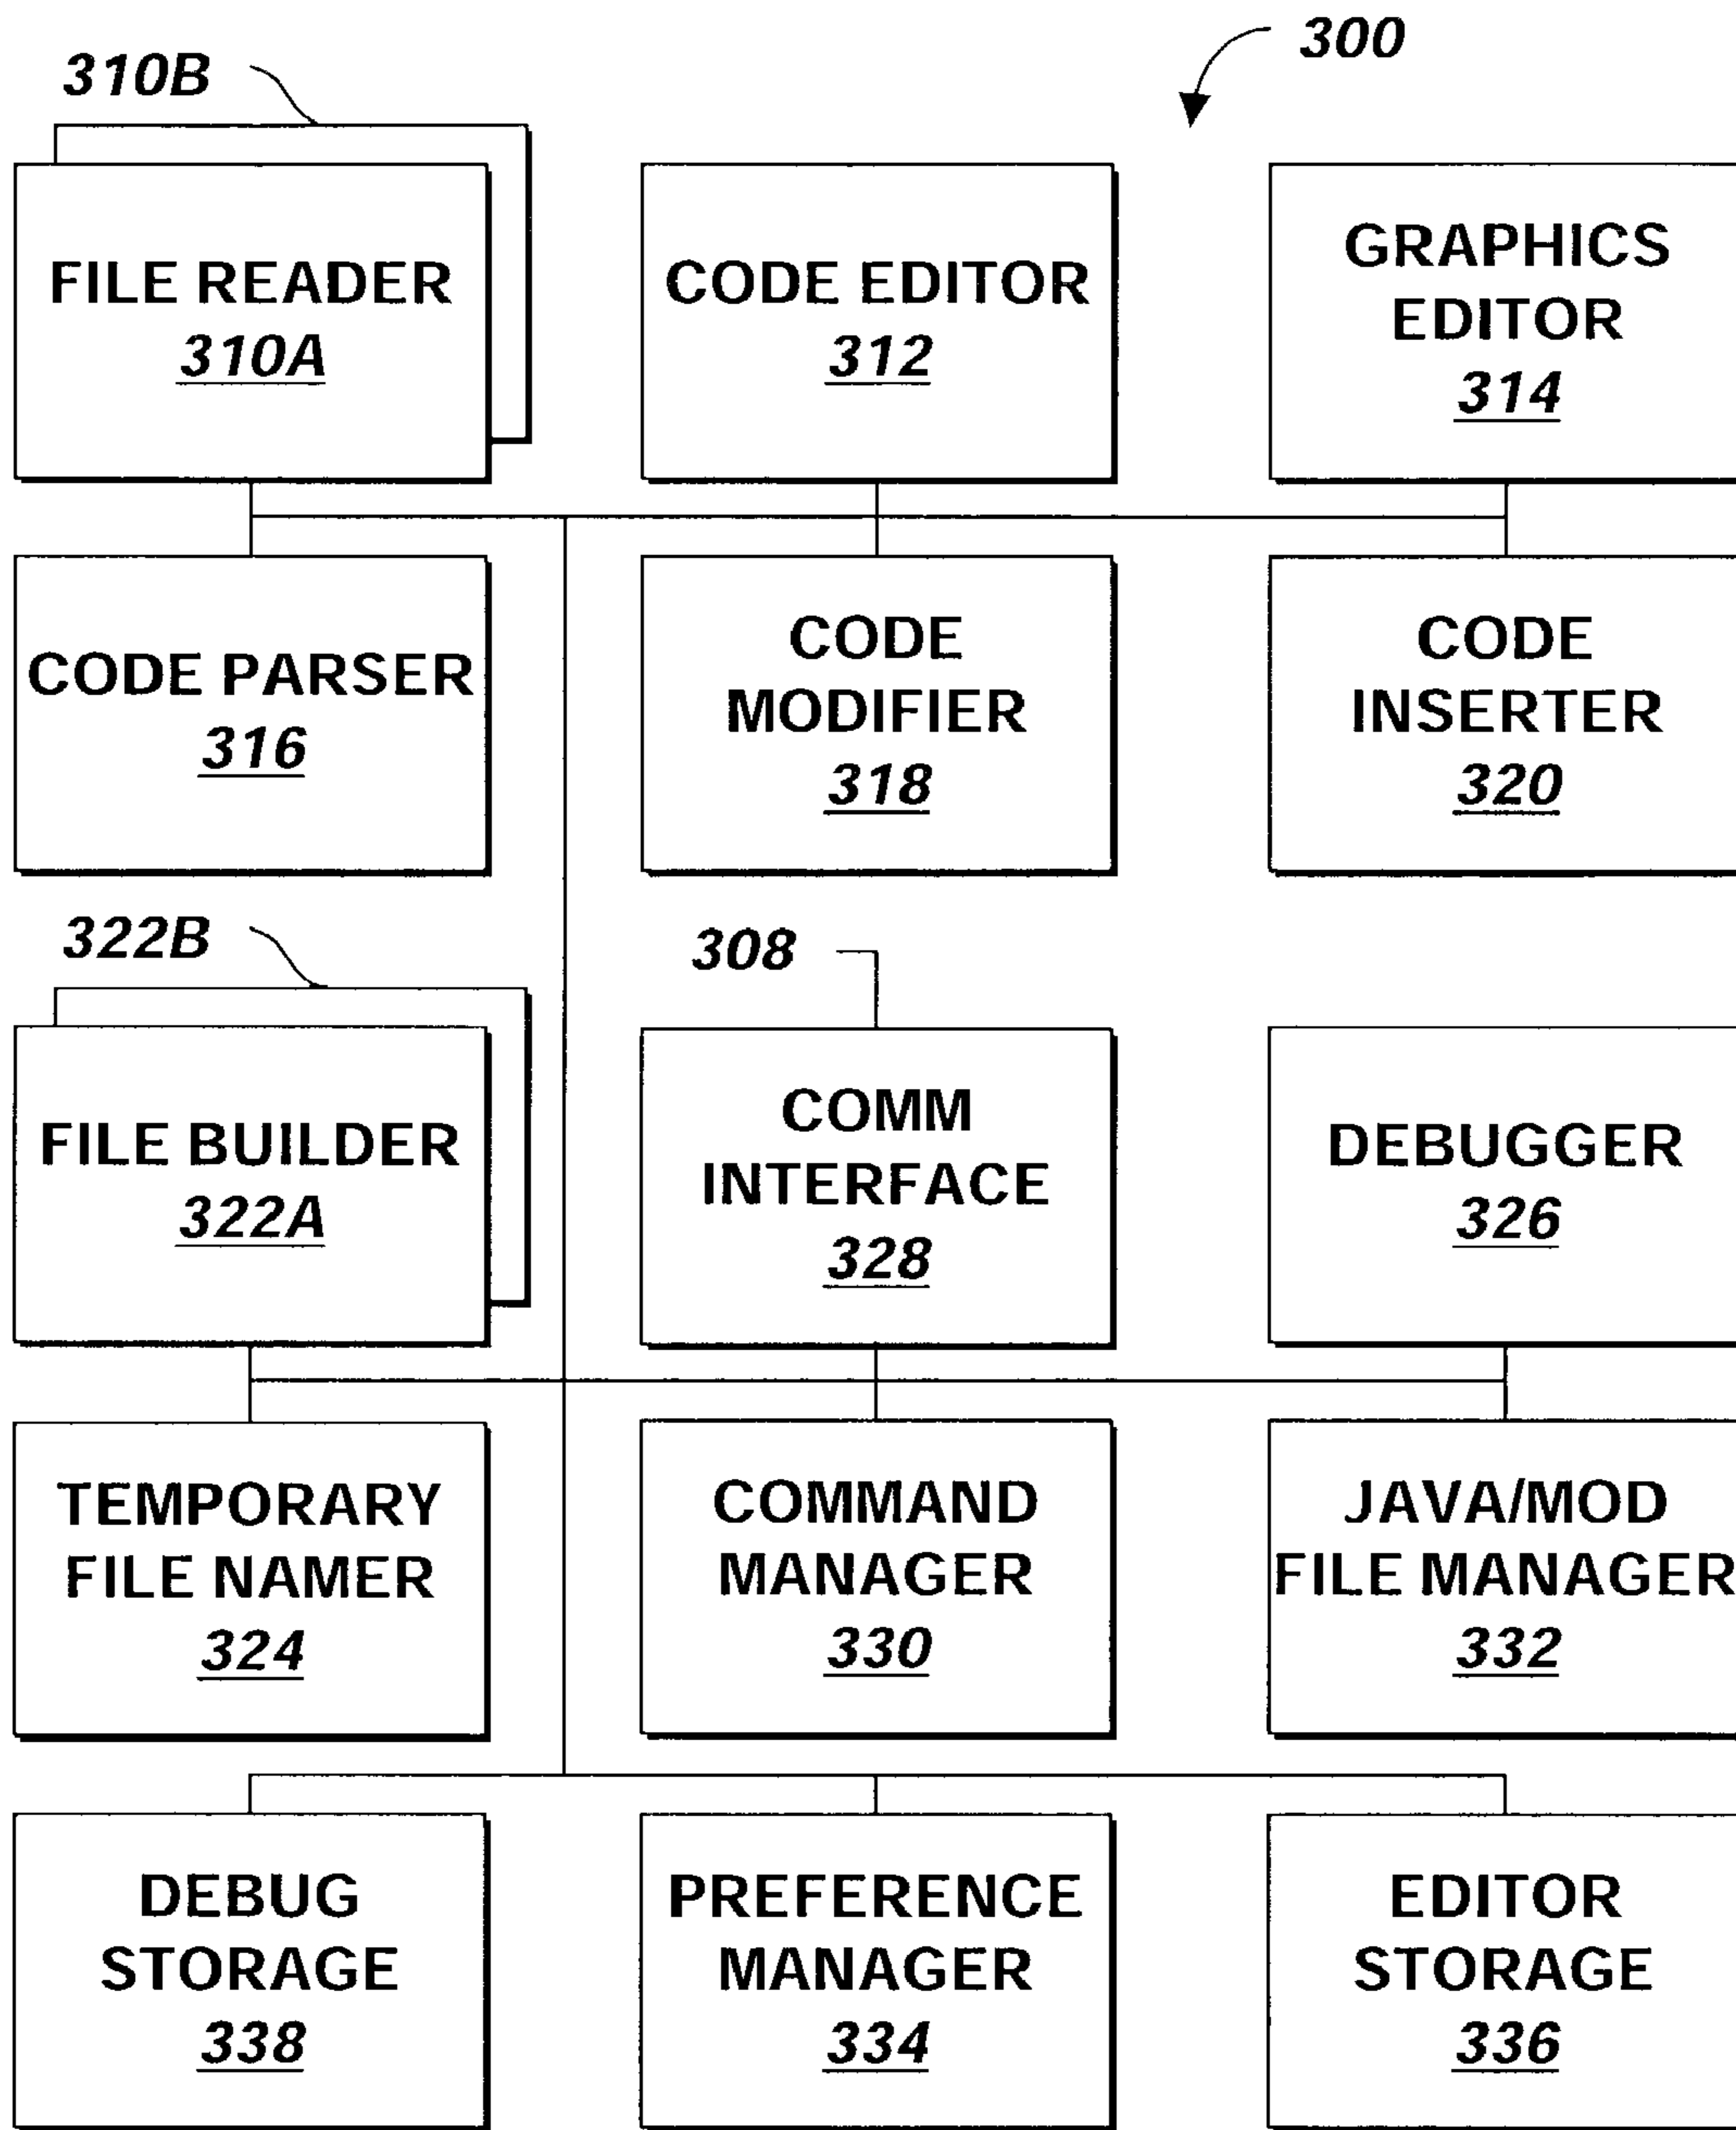 300
310B
FILE READER
310A
CODE EDITOR
312
GRAPHICS
EDITOR
314
CODE PARSER
316
CODE
MODIFIER
318
CODE
INSERTER
320
322B
308
FILE BUILDER
322A
COMM
INTERFACE
328
DEBUGGER
326
TEMPORARY
FILE NAMER
324
COMMAND
MANAGER
330
JAVA/MOD
FILE MANAGER
332
DEBUG
STORAGE
338
PREFERENCE
MANAGER
334
EDITOR
STORAGE
336